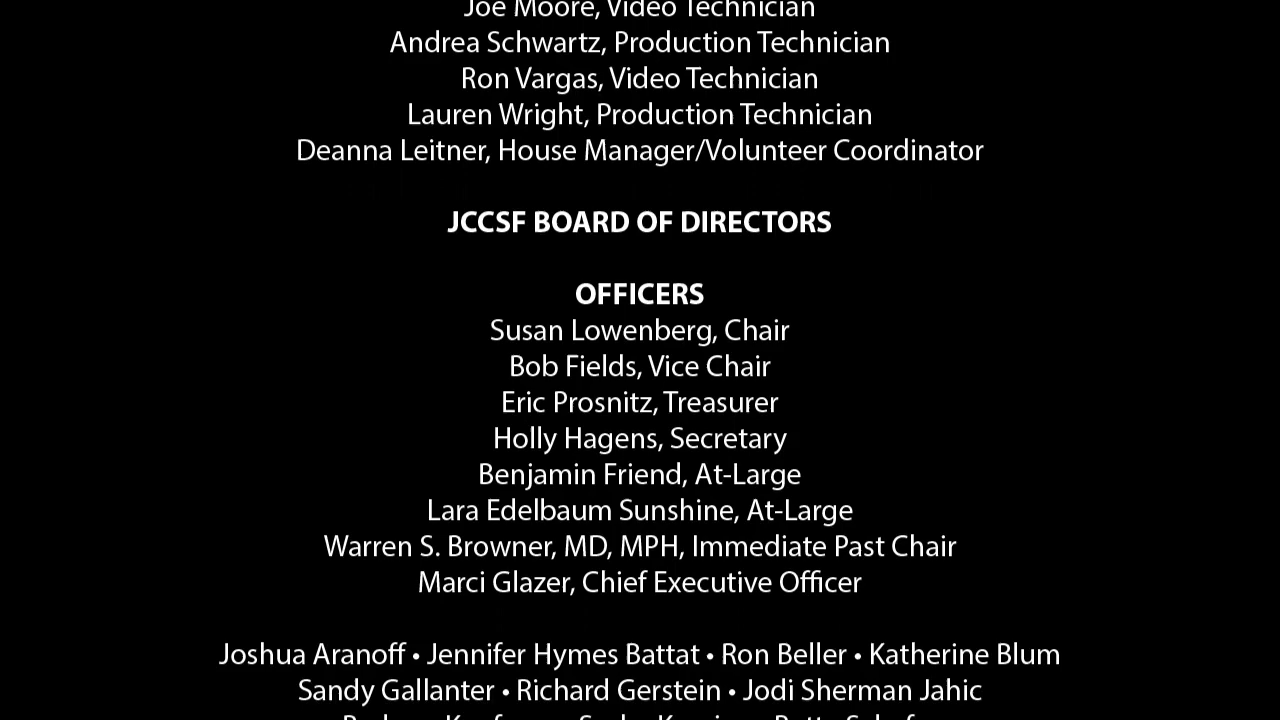 Joe Moore, Video Technician
Andrea Schwartz, Production Technician
Ron Vargas, Video Technician
Lauren Wright, Production Technician
Deanna Leitner, House Manager/Volunteer Coordinator
JCCSF BOARD OF DIRECTORS
OFFICERS
Susan Lowenberg, Chair
Bob Fields, Vice Chair
Eric Prosnitz, Treasurer
Holly Hagens, Secretary
Benjamin Friend, At-Large
Lara Edelbaum Sunshine, At-Large
Warren S. Browner, MD, MPH, Immediate Past Chair
Marci Glazer, Chief Executive Officer
Joshua Aranoff • Jennifer Hymes Battat • Ron Beller • Katherine Blum
Sandy Gallanter • Richard Gerstein • Jodi Sherman Jahic